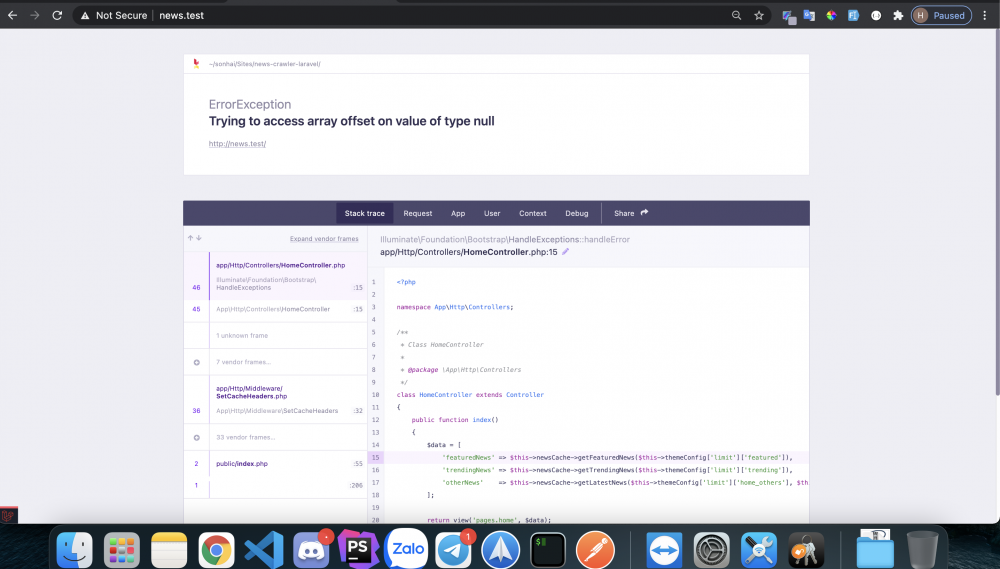 Not Secure | news.test
Paused
~/sonhai/Sites/news-crawler-laravel/
ErrorException
Trying to access array offset on value of type null
http://news.test/
Stack trace Request App User Context Debug Share
Expand vendor frames
app/Http/Controllers/HomeController.php
Illuminate\Foundation\Bootstrap\
46 HandleExceptions :15
45 App\Http\Controllers\HomeController :15
1 unknown frame
7 vendor frames…
app/Http/Middleware/
SetCacheHeaders.php
36 App\Http\Middleware\SetCacheHeaders :32
33 vendor frames…
2 public/index.php :55
1 :206
Illuminate\Foundation\Bootstrap\HandleExceptions::handleError
app/Http/Controllers/HomeController.php:15
1 <?php
2
3 namespace App\Http\Controllers;
4
5 /**
6 * Class HomeController
7 *
8 * @package \App\Http\Controllers
9 */
10 class HomeController extends Controller
11 {
12 public function index()
13 {
14 $data = [
15 'featuredNews' => $this->newsCache->getFeaturedNews($this->themeConfig['limit']['featured']),
16 'trendingNews' => $this->newsCache->getTrendingNews($this->themeConfig['limit']['trending']),
17 'otherNews' => $this->newsCache->getLatestNews($this->themeConfig['limit']['home_others'], $th
18 ];
19
20 return view('pages.home', $data);
PS
Zalo
1
$